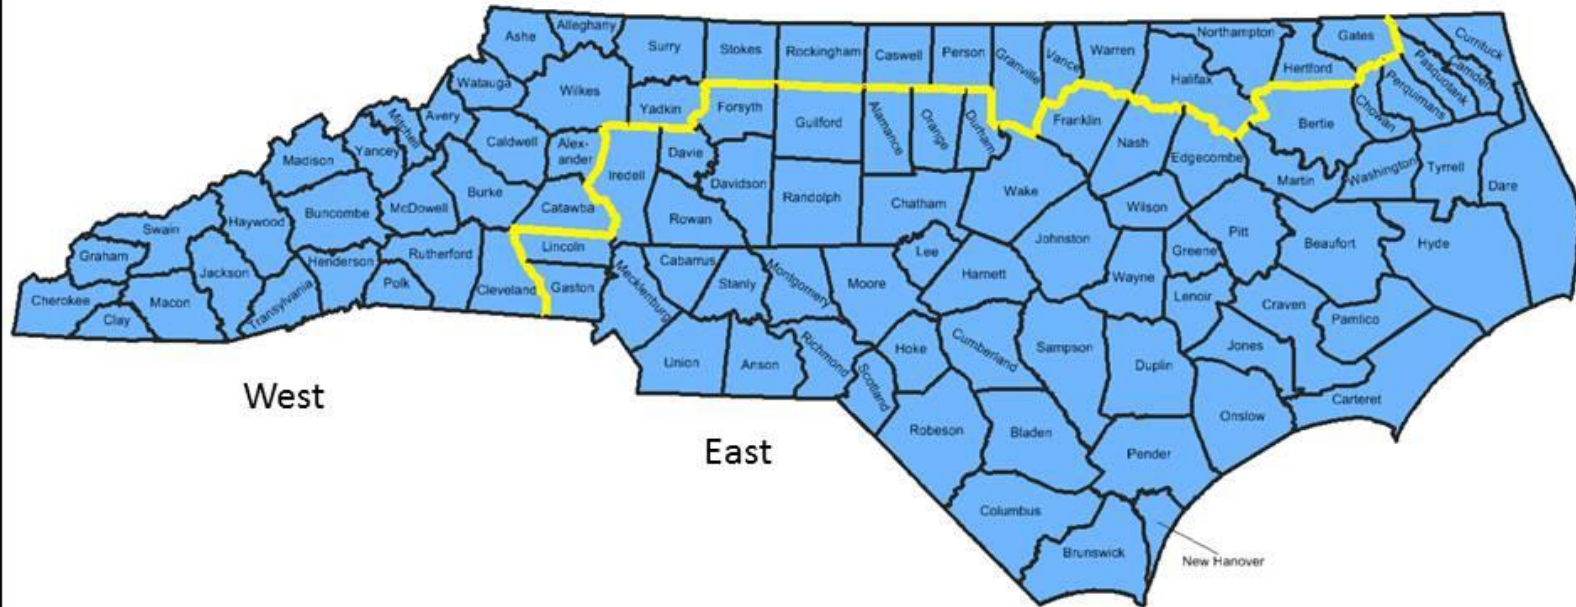 Ashe
Alleghany
Surry
Stokes
Rockingham
Caswell
Person
Granville
Vance
Warren
Northampton
Halifax
Hertford
Gates
Currituck
Camden
Pasquotank
Perquimans
Chowan
Watauga
Wilkes
Yadkin
Forsyth
Guilford
Alamance
Orange
Durham
Franklin
Nash
Edgecombe
Bertie
Martin
Washington
Tyrrell
Dare
Mitchell
Avery
Caldwell
Alex-
ander
Iredell
Davie
Davidson
Randolph
Chatham
Wake
Wilson
Madison
Yancey
Burke
Catawba
Rowan
McDowell
Buncombe
Haywood
Swain
Graham
Cherokee
Clay
Macon
Jackson
Transylvania
Henderson
Polk
Rutherford
Cleveland
Lincoln
Gaston
Mecklenburg
Cabarrus
Stanly
Montgomery
Moore
Lee
Harnett
Johnston
Wayne
Greene
Pitt
Beaufort
Hyde
Lenoir
Craven
Pamlico
Jones
Carteret
Union
Anson
Richmond
Scotland
Hoke
Cumberland
Sampson
Duplin
Onslow
Robeson
Bladen
Pender
Columbus
Brunswick
New Hanover
West
East